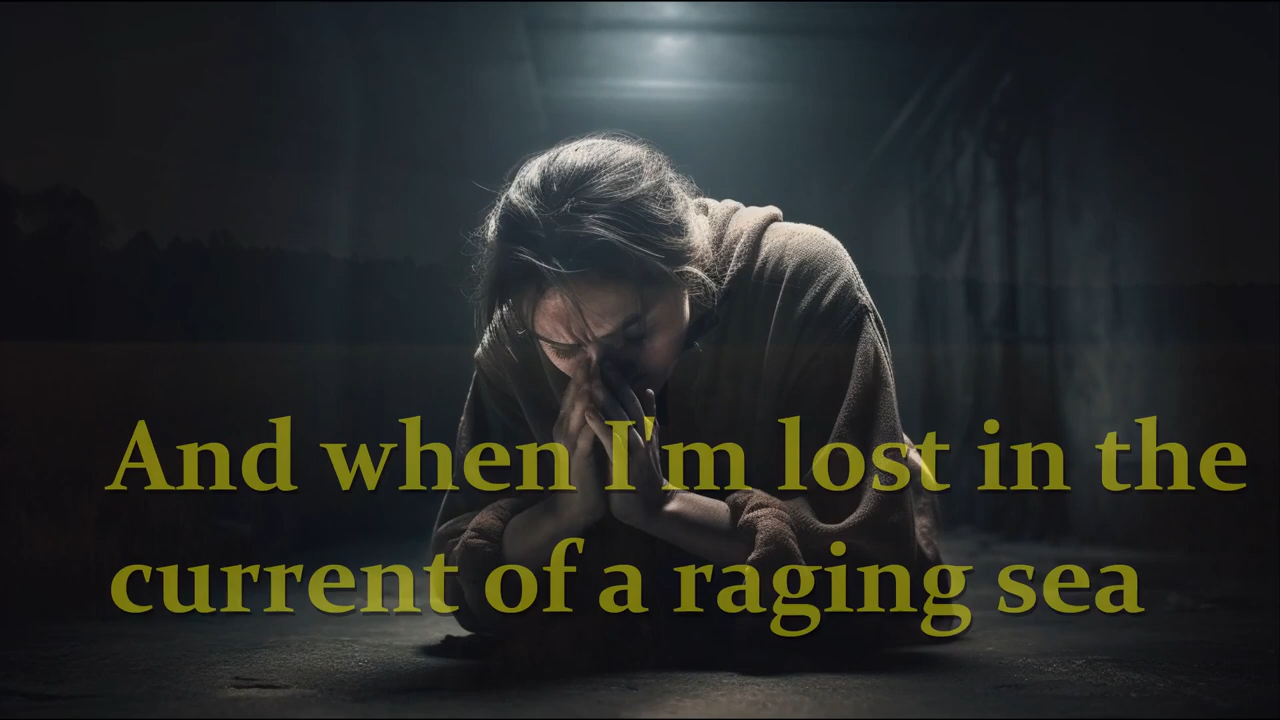 And when I'm lost in the
current of a raging sea